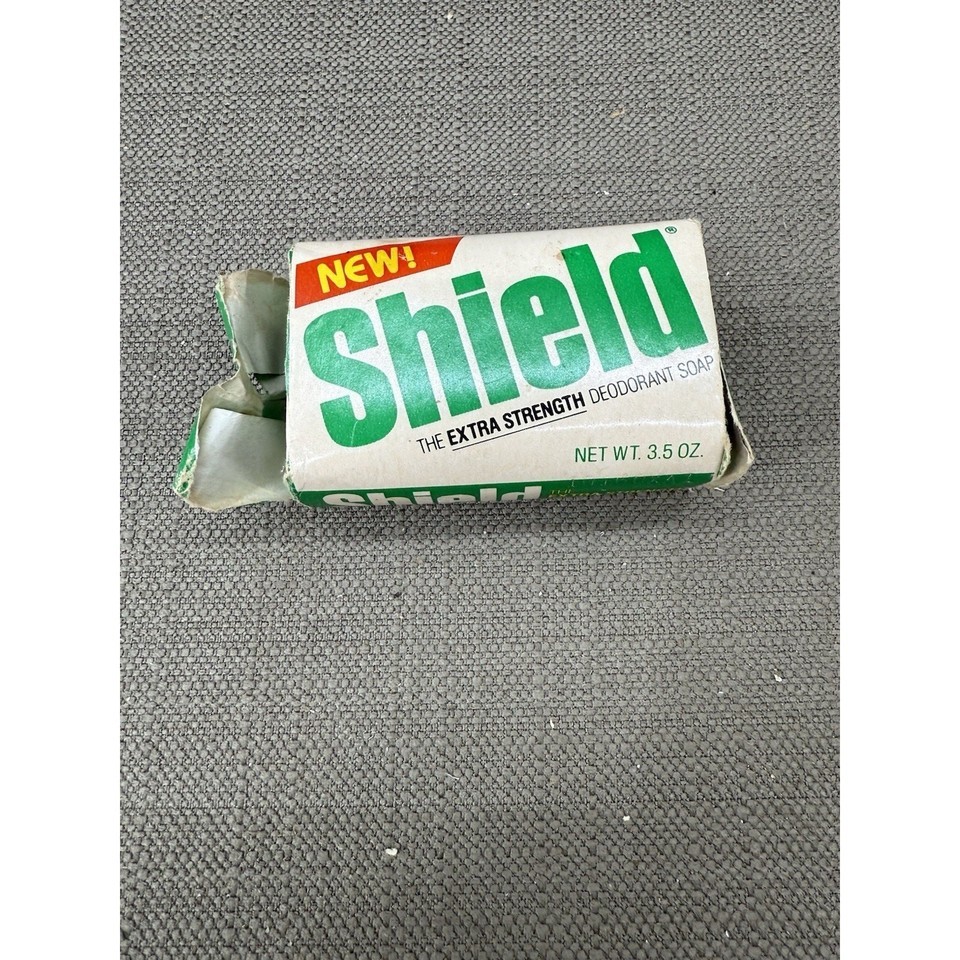 NEW!
Shield®
THE EXTRA STRENGTH DEODORANT SOAP
NET WT. 3.5 OZ.
Shield